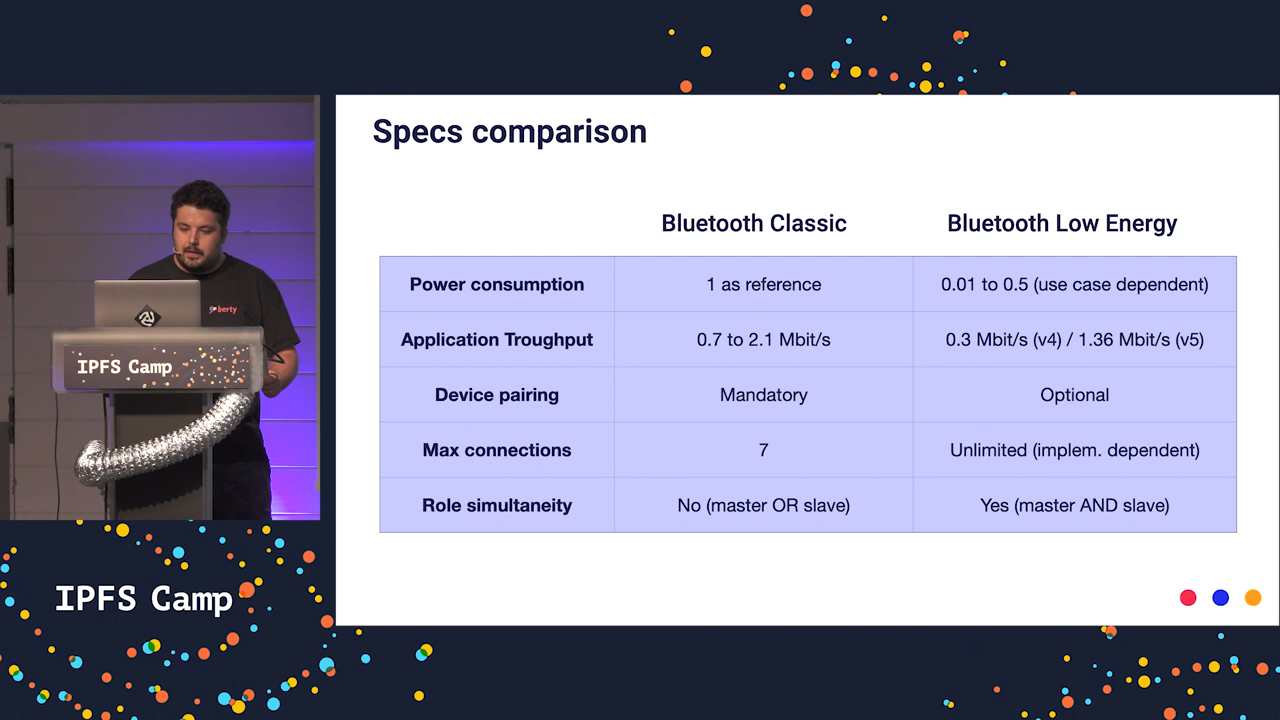 Specs comparison
Bluetooth Classic Bluetooth Low Energy
Power consumption 1 as reference 0.01 to 0.5 (use case dependent)
Application Troughput 0.7 to 2.1 Mbit/s 0.3 Mbit/s (v4) / 1.36 Mbit/s (v5)
Device pairing Mandatory Optional
Max connections 7 Unlimited (implem. dependent)
Role simultaneity No (master OR slave) Yes (master AND slave)
berty
IPFS Camp
IPFS Camp